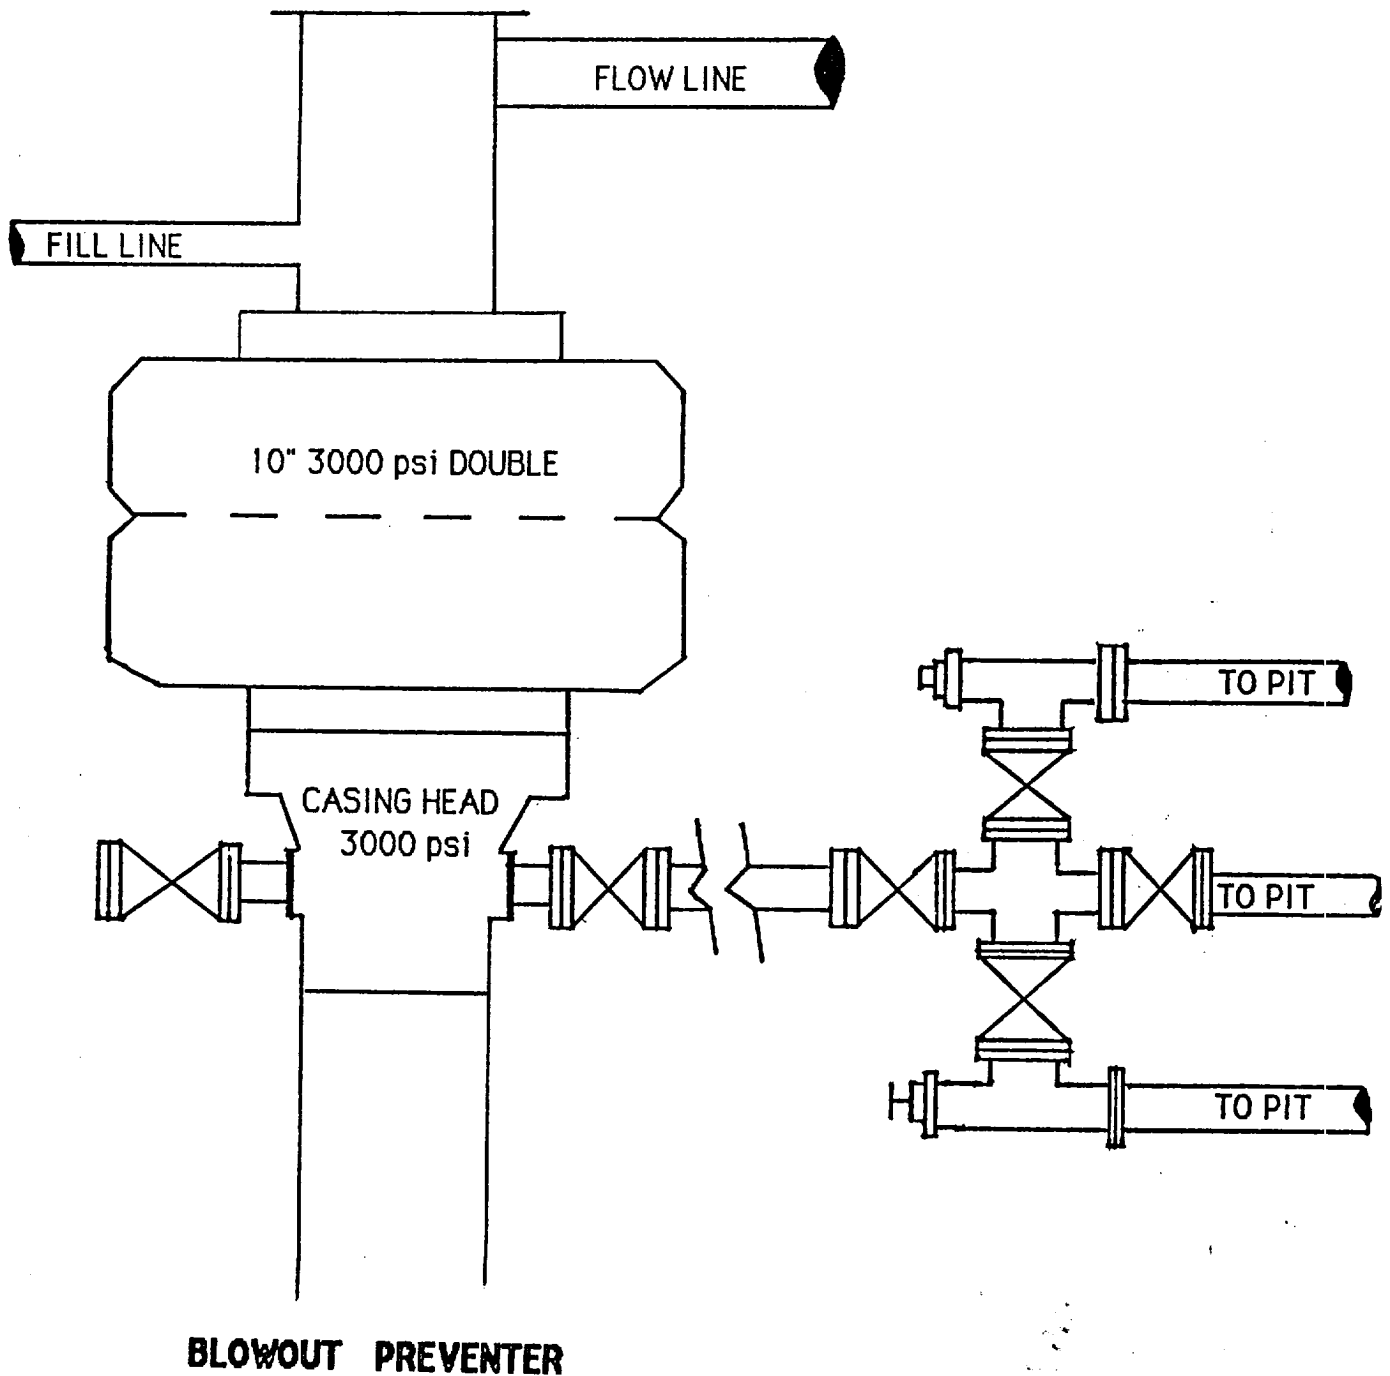 FLOW LINE
FILL LINE
10" 3000 psi DOUBLE
CASING HEAD
3000 psi
TO PIT
TO PIT
TO PIT
BLOWOUT PREVENTER